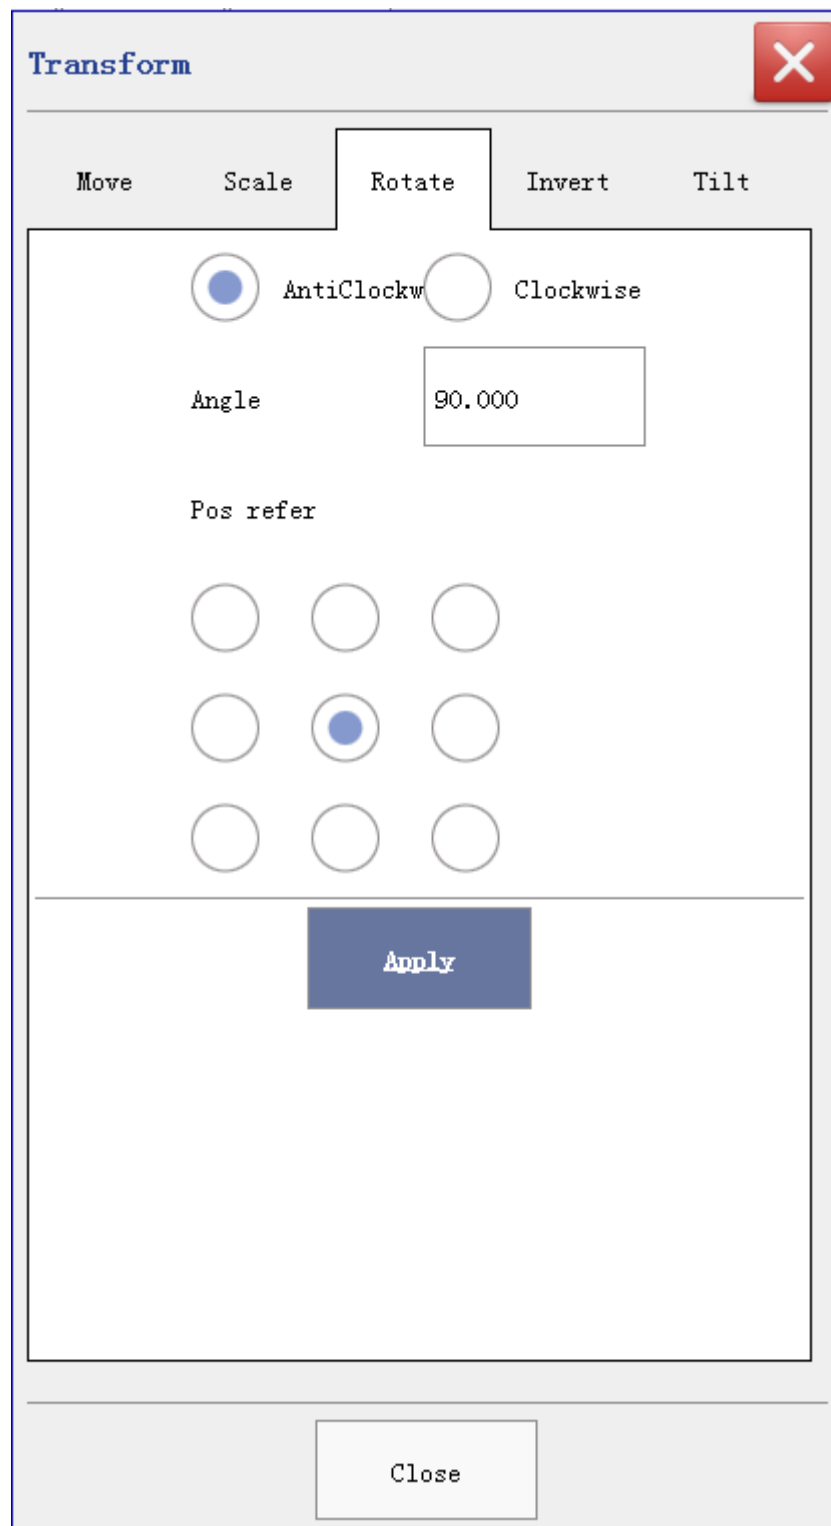 Transform
Move Scale Rotate Invert Tilt
AntiClockw Clockwise
Angle 90.000
Pos refer
Apply
Close